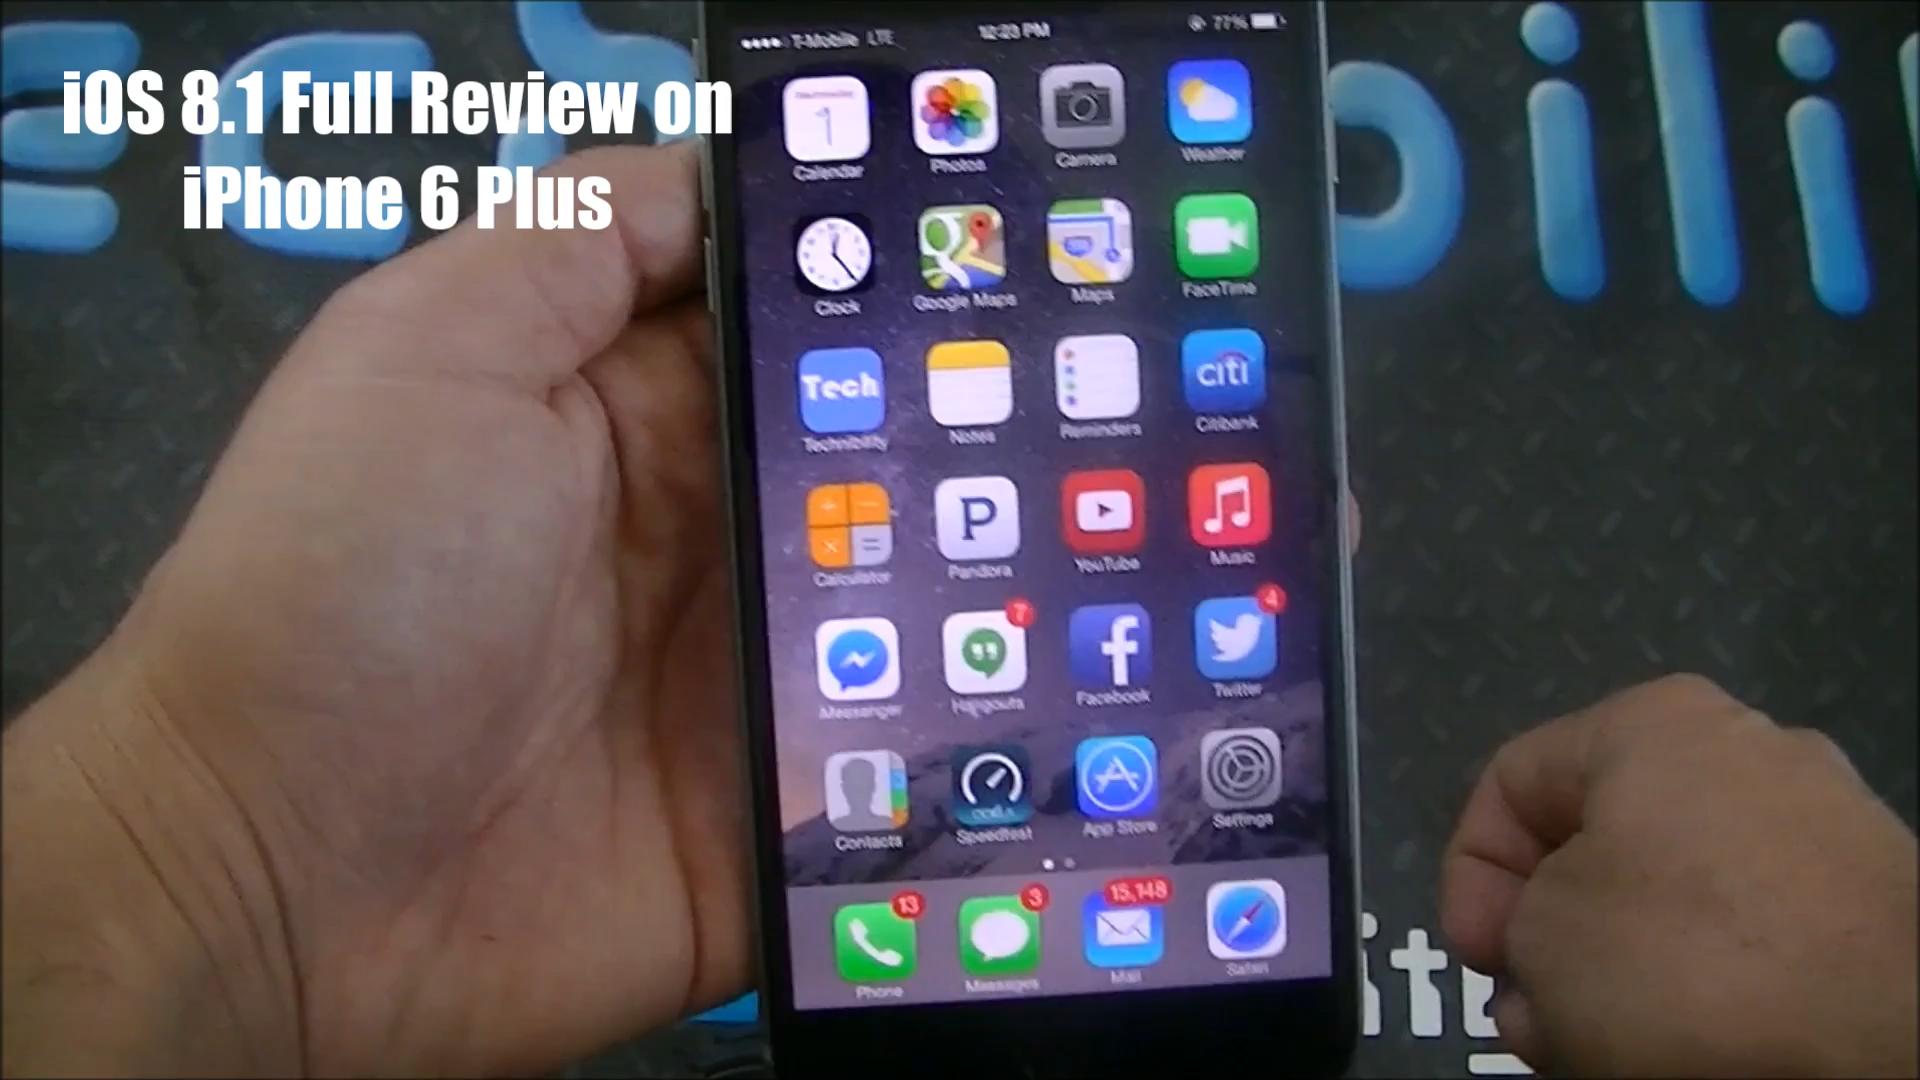 iOS 8.1 Full Review on
iPhone 6 Plus
T-Mobile LTE 12:23 PM 77%
1
Calendar Photos Camera Weather
Clock Google Maps Maps FaceTime
Tech citi
Technibility Notes Reminders Citibank
P
Calculator Pandora YouTube Music
7 4
Messenger Hangouts Facebook Twitter
Contacts Speedtest App Store Settings
13 3 15,148
Phone Messages Mail Safari